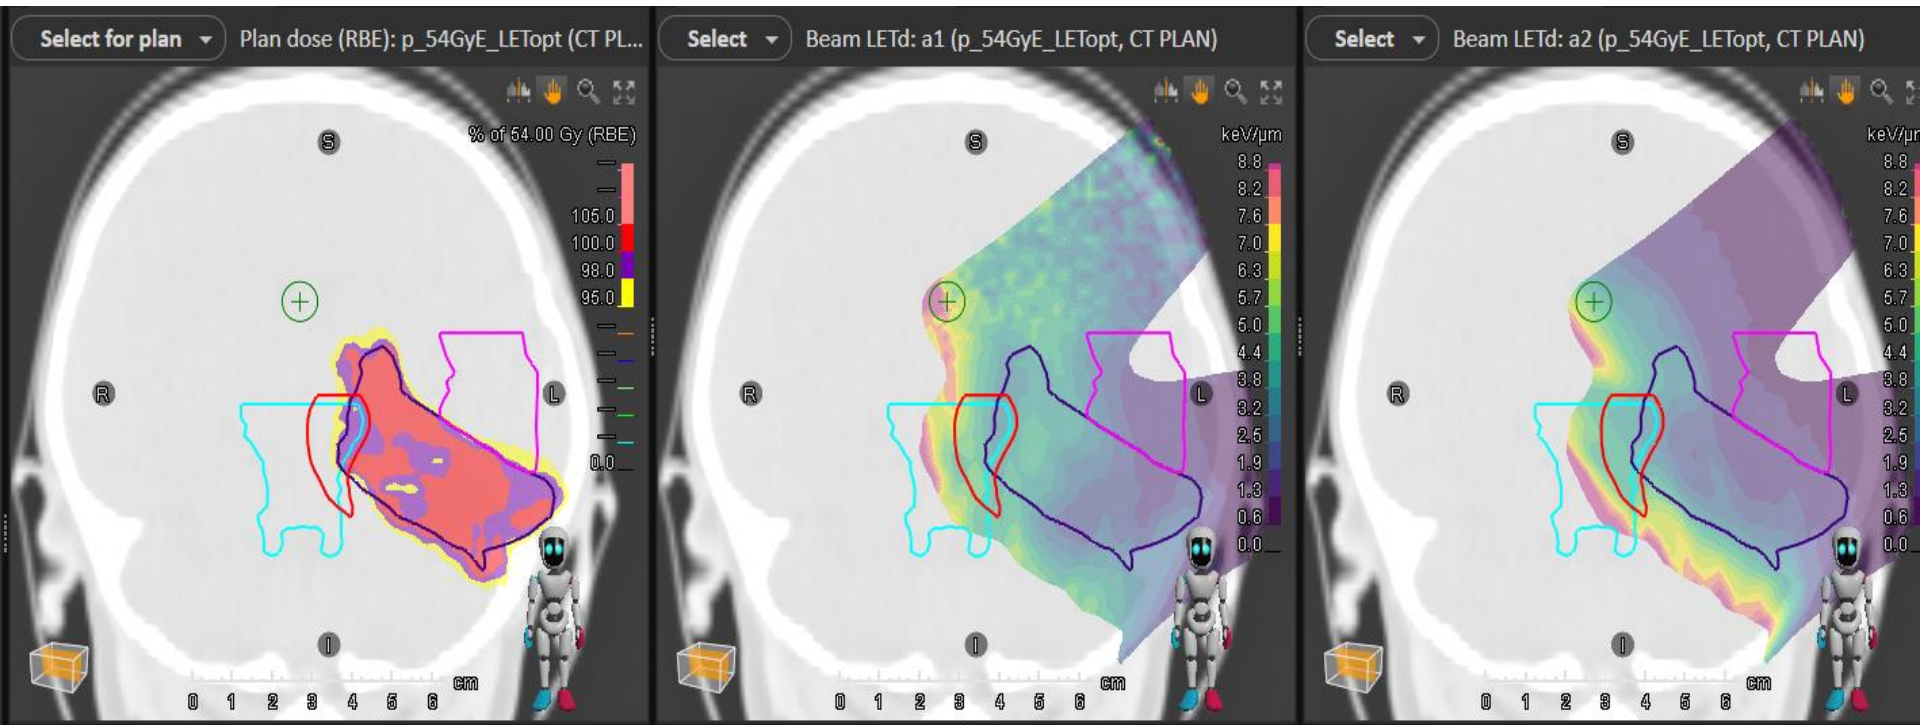 Select for plan
Plan dose (RBE): p_54GyE_LETopt (CT PL...
% of 54.00 Gy (RBE)
105.0
100.0
98.0
95.0
0.0
S
R
L
I
0 1 2 3 4 5 6 cm
Select
Beam LETd: a1 (p_54GyE_LETopt, CT PLAN)
keV/µm
8.8
8.2
7.6
7.0
6.3
5.7
5.0
4.4
3.8
3.2
2.5
1.9
1.3
0.6
0.0
S
R
L
I
0 1 2 3 4 5 6 cm
Select
Beam LETd: a2 (p_54GyE_LETopt, CT PLAN)
keV/µm
8.8
8.2
7.6
7.0
6.3
5.7
5.0
4.4
3.8
3.2
2.5
1.9
1.3
0.6
0.0
S
R
L
I
0 1 2 3 4 5 6 cm